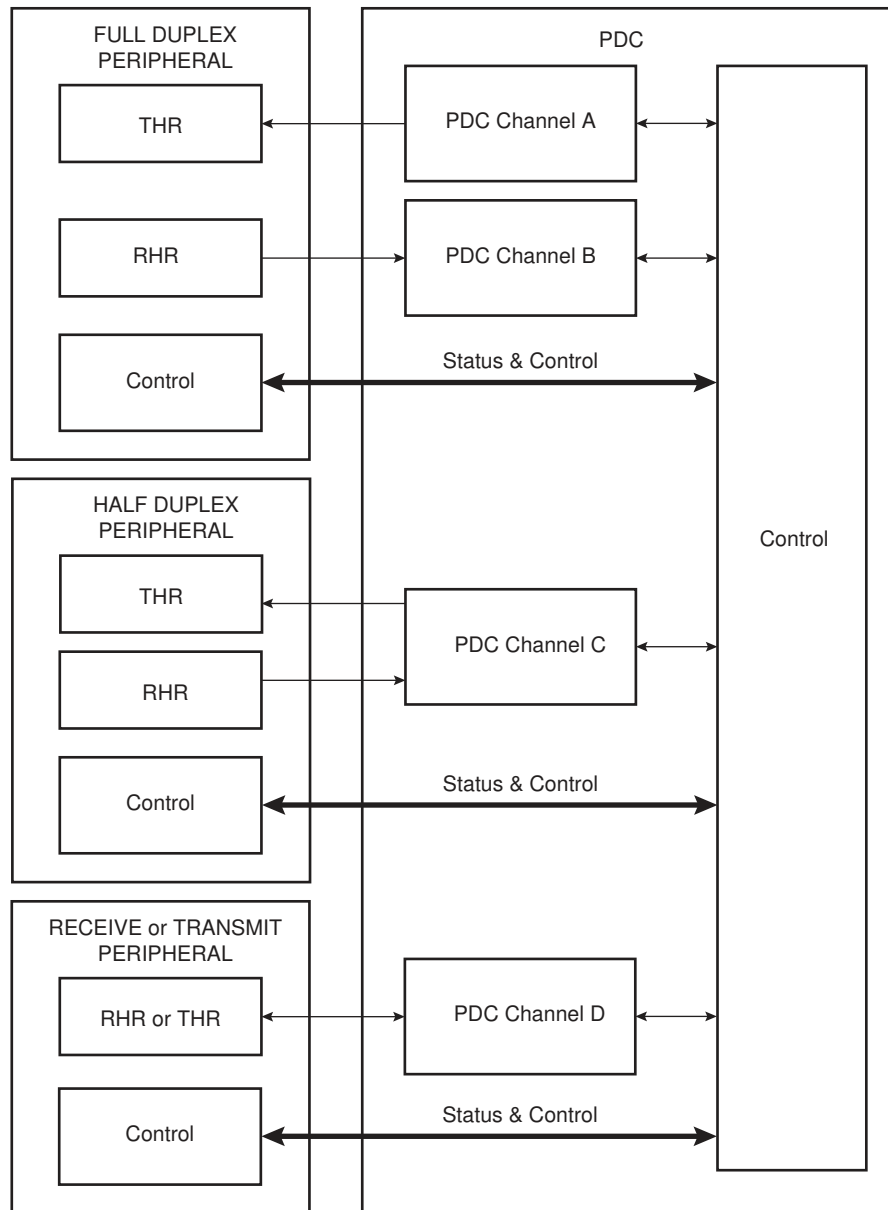 FULL DUPLEX
PERIPHERAL
PDC
THR
PDC Channel A
RHR
PDC Channel B
Control
Status & Control
HALF DUPLEX
PERIPHERAL
THR
Control
PDC Channel C
RHR
Control
Status & Control
RECEIVE or TRANSMIT
PERIPHERAL
RHR or THR
PDC Channel D
Control
Status & Control